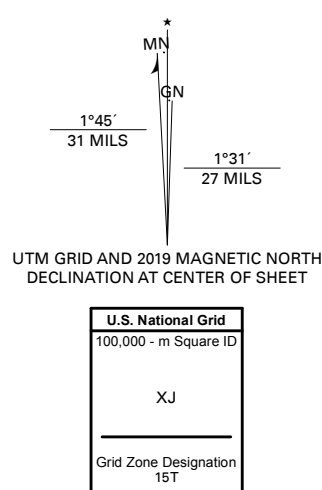 MN
GN
1°45´
31 MILS
1°31´
27 MILS
UTM GRID AND 2019 MAGNETIC NORTH
DECLINATION AT CENTER OF SHEET
U.S. National Grid
100,000 - m Square ID
XJ
Grid Zone Designation
15T